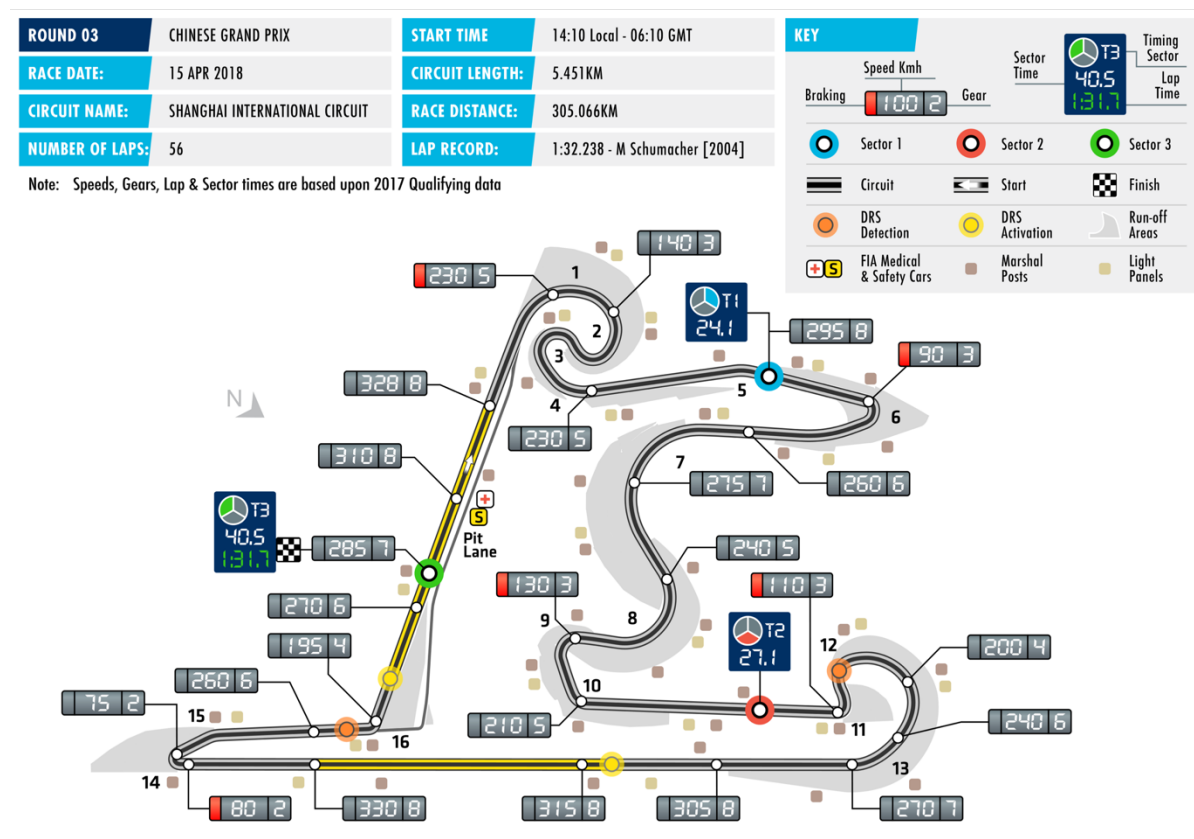 ROUND 03 CHINESE GRAND PRIX
RACE DATE: 15 APR 2018
CIRCUIT NAME: SHANGHAI INTERNATIONAL CIRCUIT
NUMBER OF LAPS: 56
START TIME 14:10 Local - 06:10 GMT
CIRCUIT LENGTH: 5.451KM
RACE DISTANCE: 305.066KM
LAP RECORD: 1:32.238 - M Schumacher [2004]
Note: Speeds, Gears, Lap & Sector times are based upon 2017 Qualifying data
KEY
Speed Kmh
Braking 100 2 Gear
Sector
Time
T3
40.5
1:31.7
Timing
Sector
Lap
Time
Sector 1 Sector 2 Sector 3
Circuit Start Finish
DRS
Detection
DRS
Activation
Run-off
Areas
S
FIA Medical
& Safety Cars
Marshal
Posts
Light
Panels
140 3
1
230 5
2
T1
24.1
295 8
3
90 3
328 8
5
4
6
N
230 5
310 8
7
275 7
260 6
T3
40.5
1:31.7
S
Pit
Lane
285 7
240 5
130 3
110 3
270 6
8
9
T2
27.1
12
195 4
200 4
260 6
10
75 2
15
210 5
11
240 6
16
14
13
80 2
330 8
315 8
305 8
270 7